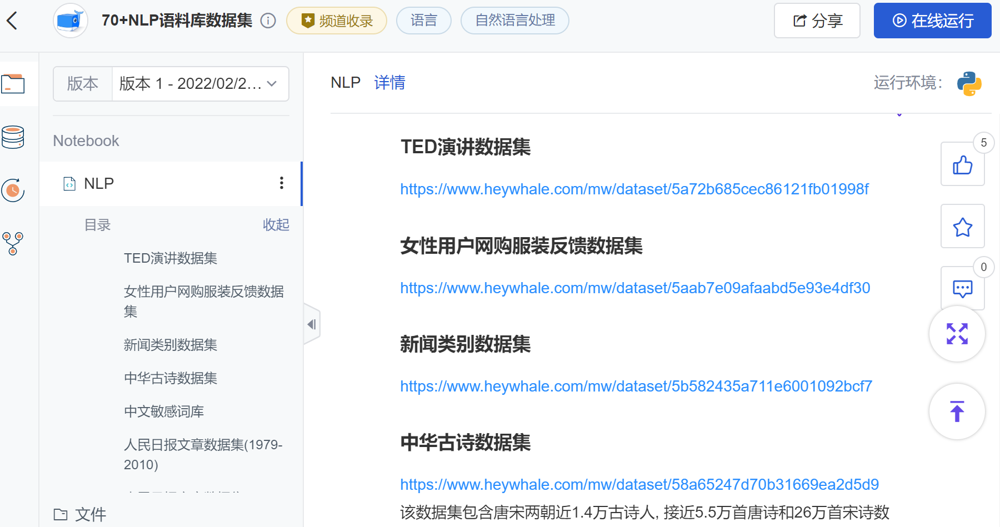 70+NLP语料库数据集
频道收录
语言
自然语言处理
分享
在线运行
版本
版本 1 - 2022/02/2...
Notebook
NLP
目录
收起
TED演讲数据集
女性用户网购服装反馈数据
集
新闻类别数据集
中华古诗数据集
中文敏感词库
人民日报文章数据集(1979-
2010)
文件
NLP 详情
运行环境:
TED演讲数据集
https://www.heywhale.com/mw/dataset/5a72b685cec86121fb01998f
女性用户网购服装反馈数据集
https://www.heywhale.com/mw/dataset/5aab7e09afaabd5e93e4df30
新闻类别数据集
https://www.heywhale.com/mw/dataset/5b582435a711e6001092bcf7
中华古诗数据集
https://www.heywhale.com/mw/dataset/58a65247d70b31669ea2d5d9
该数据集包含唐宋两朝近1.4万古诗人, 接近5.5万首唐诗和26万首宋诗数
5
0